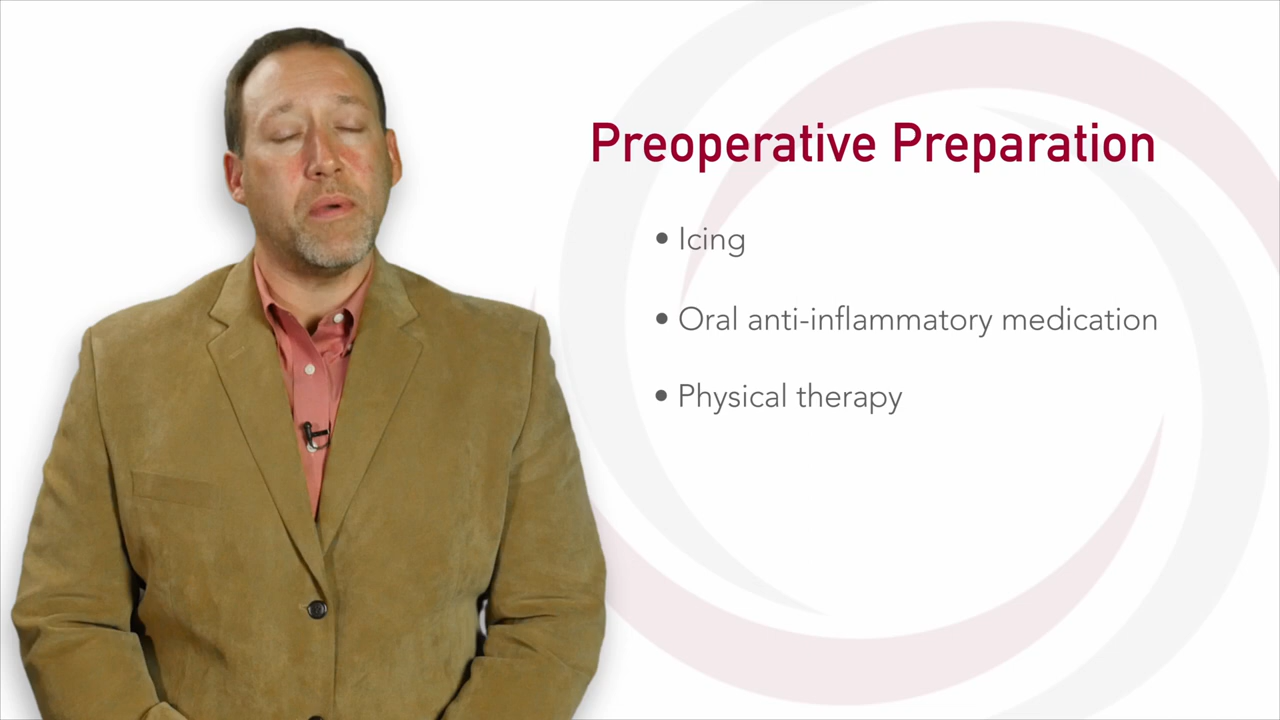 Preoperative Preparation
• Icing
• Oral anti-inflammatory medication
• Physical therapy